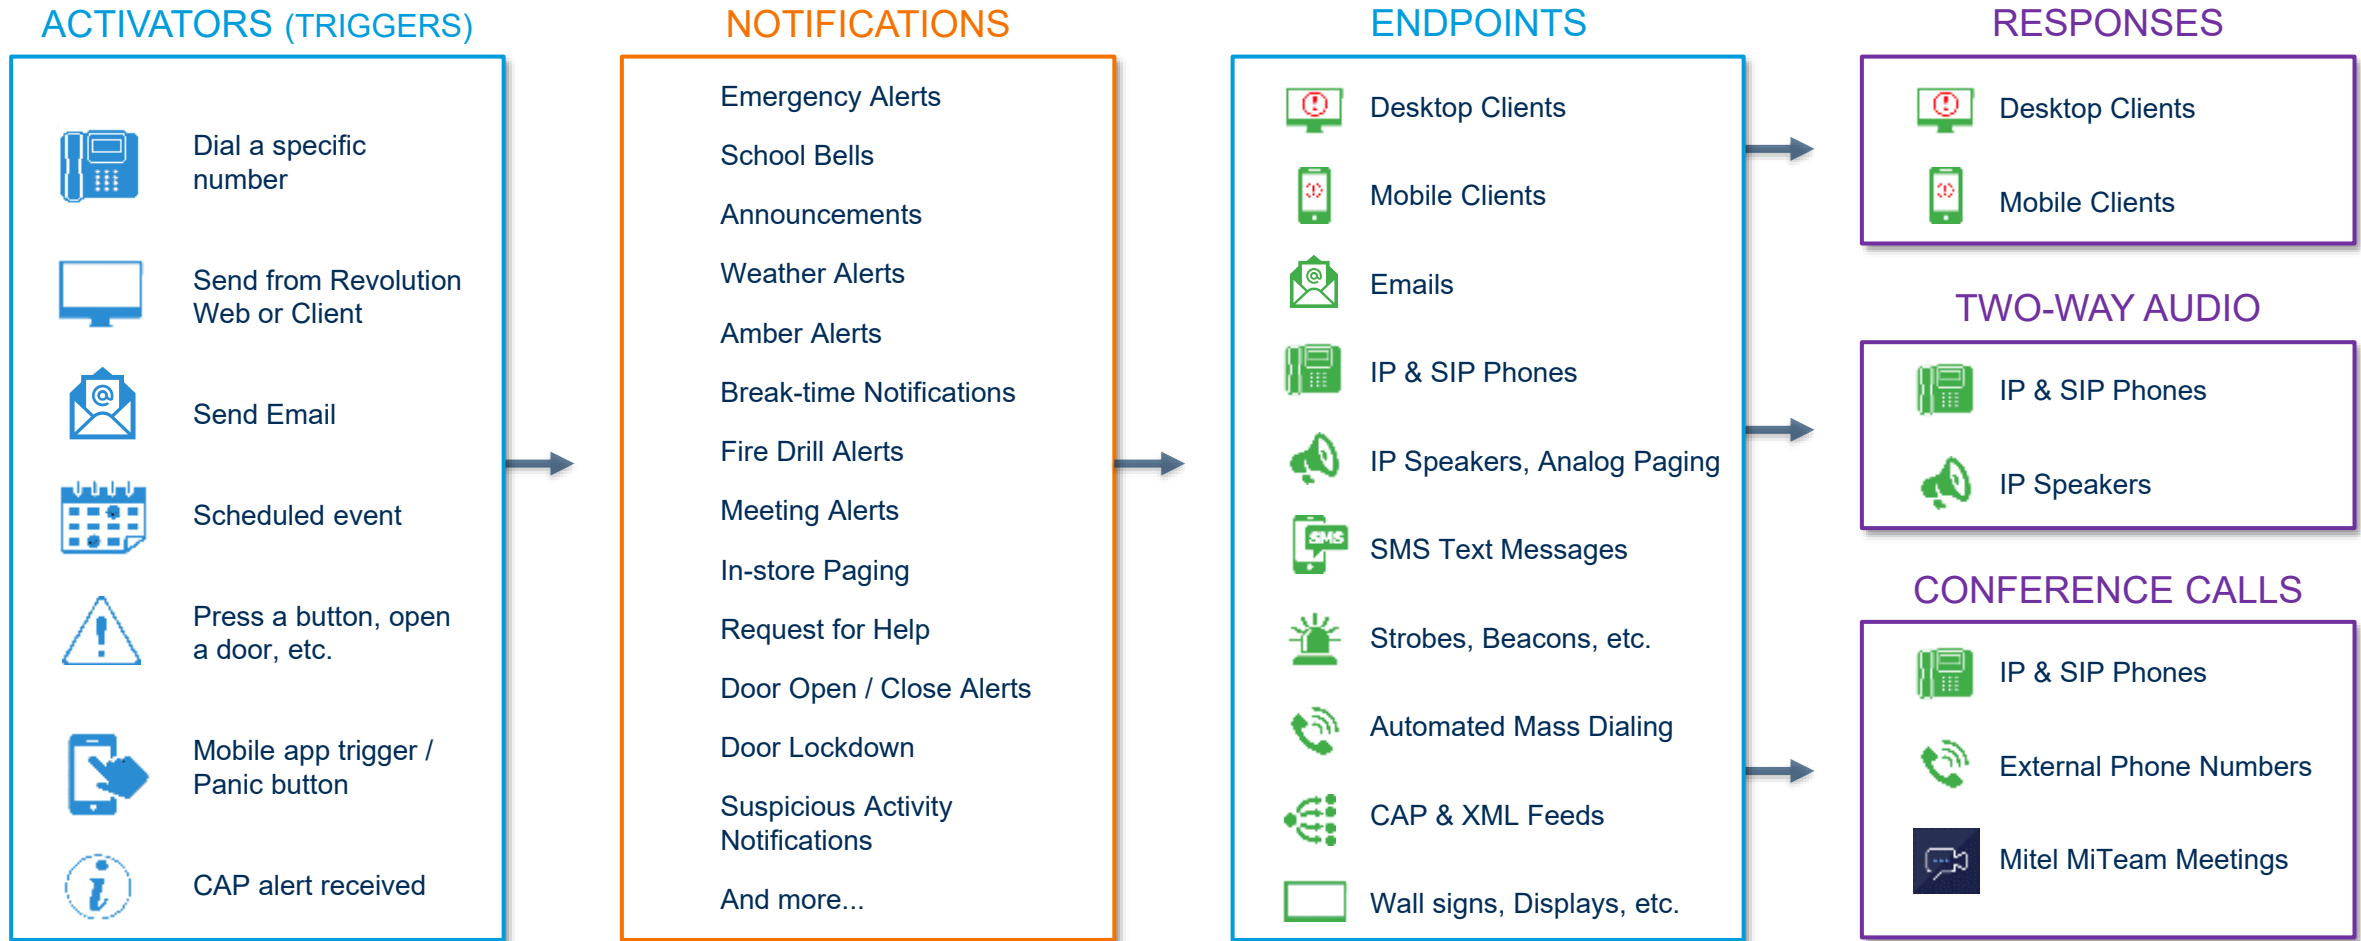 ACTIVATORS (TRIGGERS)
Dial a specific
number
Send from Revolution
Web or Client
Send Email
Scheduled event
Press a button, open
a door, etc.
Mobile app trigger /
Panic button
CAP alert received
NOTIFICATIONS
Emergency Alerts
School Bells
Announcements
Weather Alerts
Amber Alerts
Break-time Notifications
Fire Drill Alerts
Meeting Alerts
In-store Paging
Request for Help
Door Open / Close Alerts
Door Lockdown
Suspicious Activity
Notifications
And more...
ENDPOINTS
Desktop Clients
Mobile Clients
Emails
IP & SIP Phones
IP Speakers, Analog Paging
SMS
SMS Text Messages
Strobes, Beacons, etc.
Automated Mass Dialing
CAP & XML Feeds
Wall signs, Displays, etc.
RESPONSES
Desktop Clients
Mobile Clients
TWO-WAY AUDIO
IP & SIP Phones
IP Speakers
CONFERENCE CALLS
IP & SIP Phones
External Phone Numbers
Mitel MiTeam Meetings